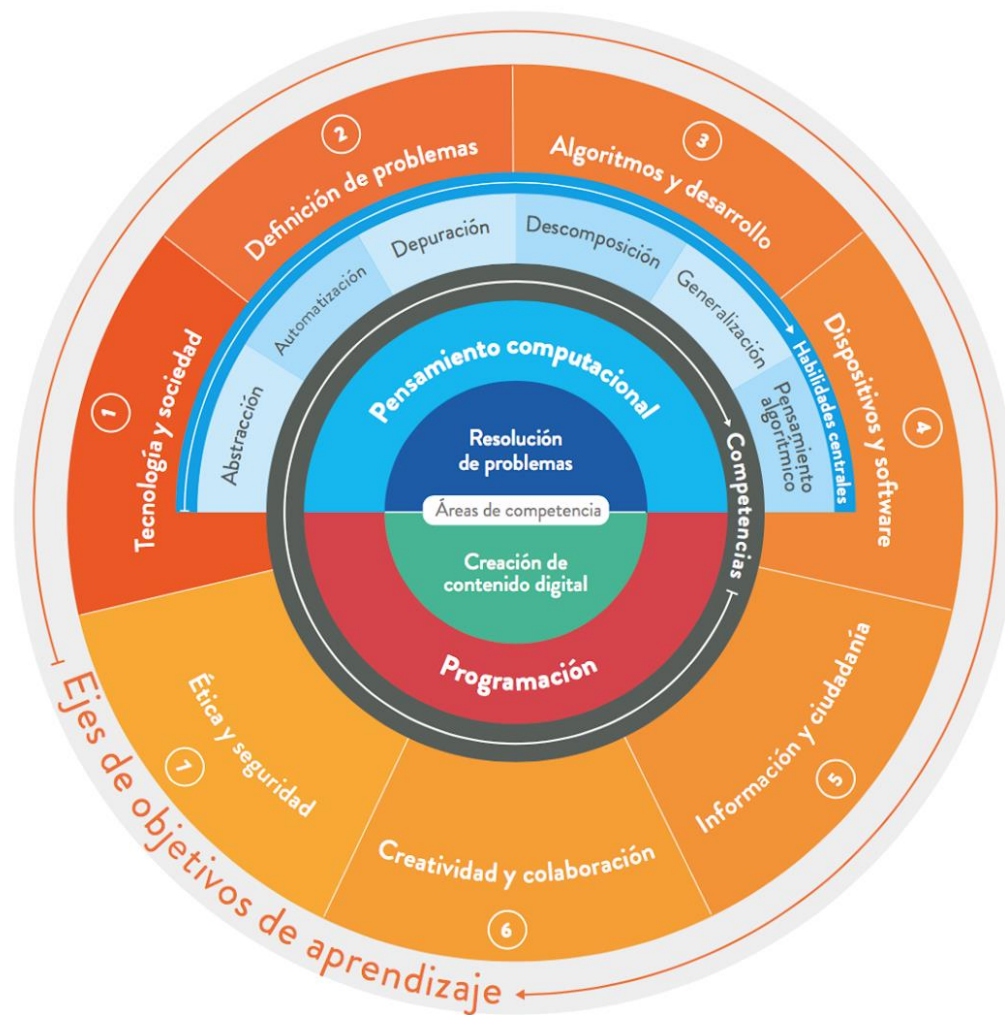 1
Tecnología y sociedad
2
Definición de problemas
3
Algoritmos y desarrollo
4
Dispositivos y software
5
Información y ciudadanía
6
Creatividad y colaboración
7
Ética y seguridad
Ejes de objetivos de aprendizaje
Abstracción
Automatización
Depuración
Descomposición
Generalización
Pensamiento
algorítmico
Habilidades centrales
Competencias
Pensamiento computacional
Resolución
de problemas
Áreas de competencia
Creación de
contenido digital
Programación